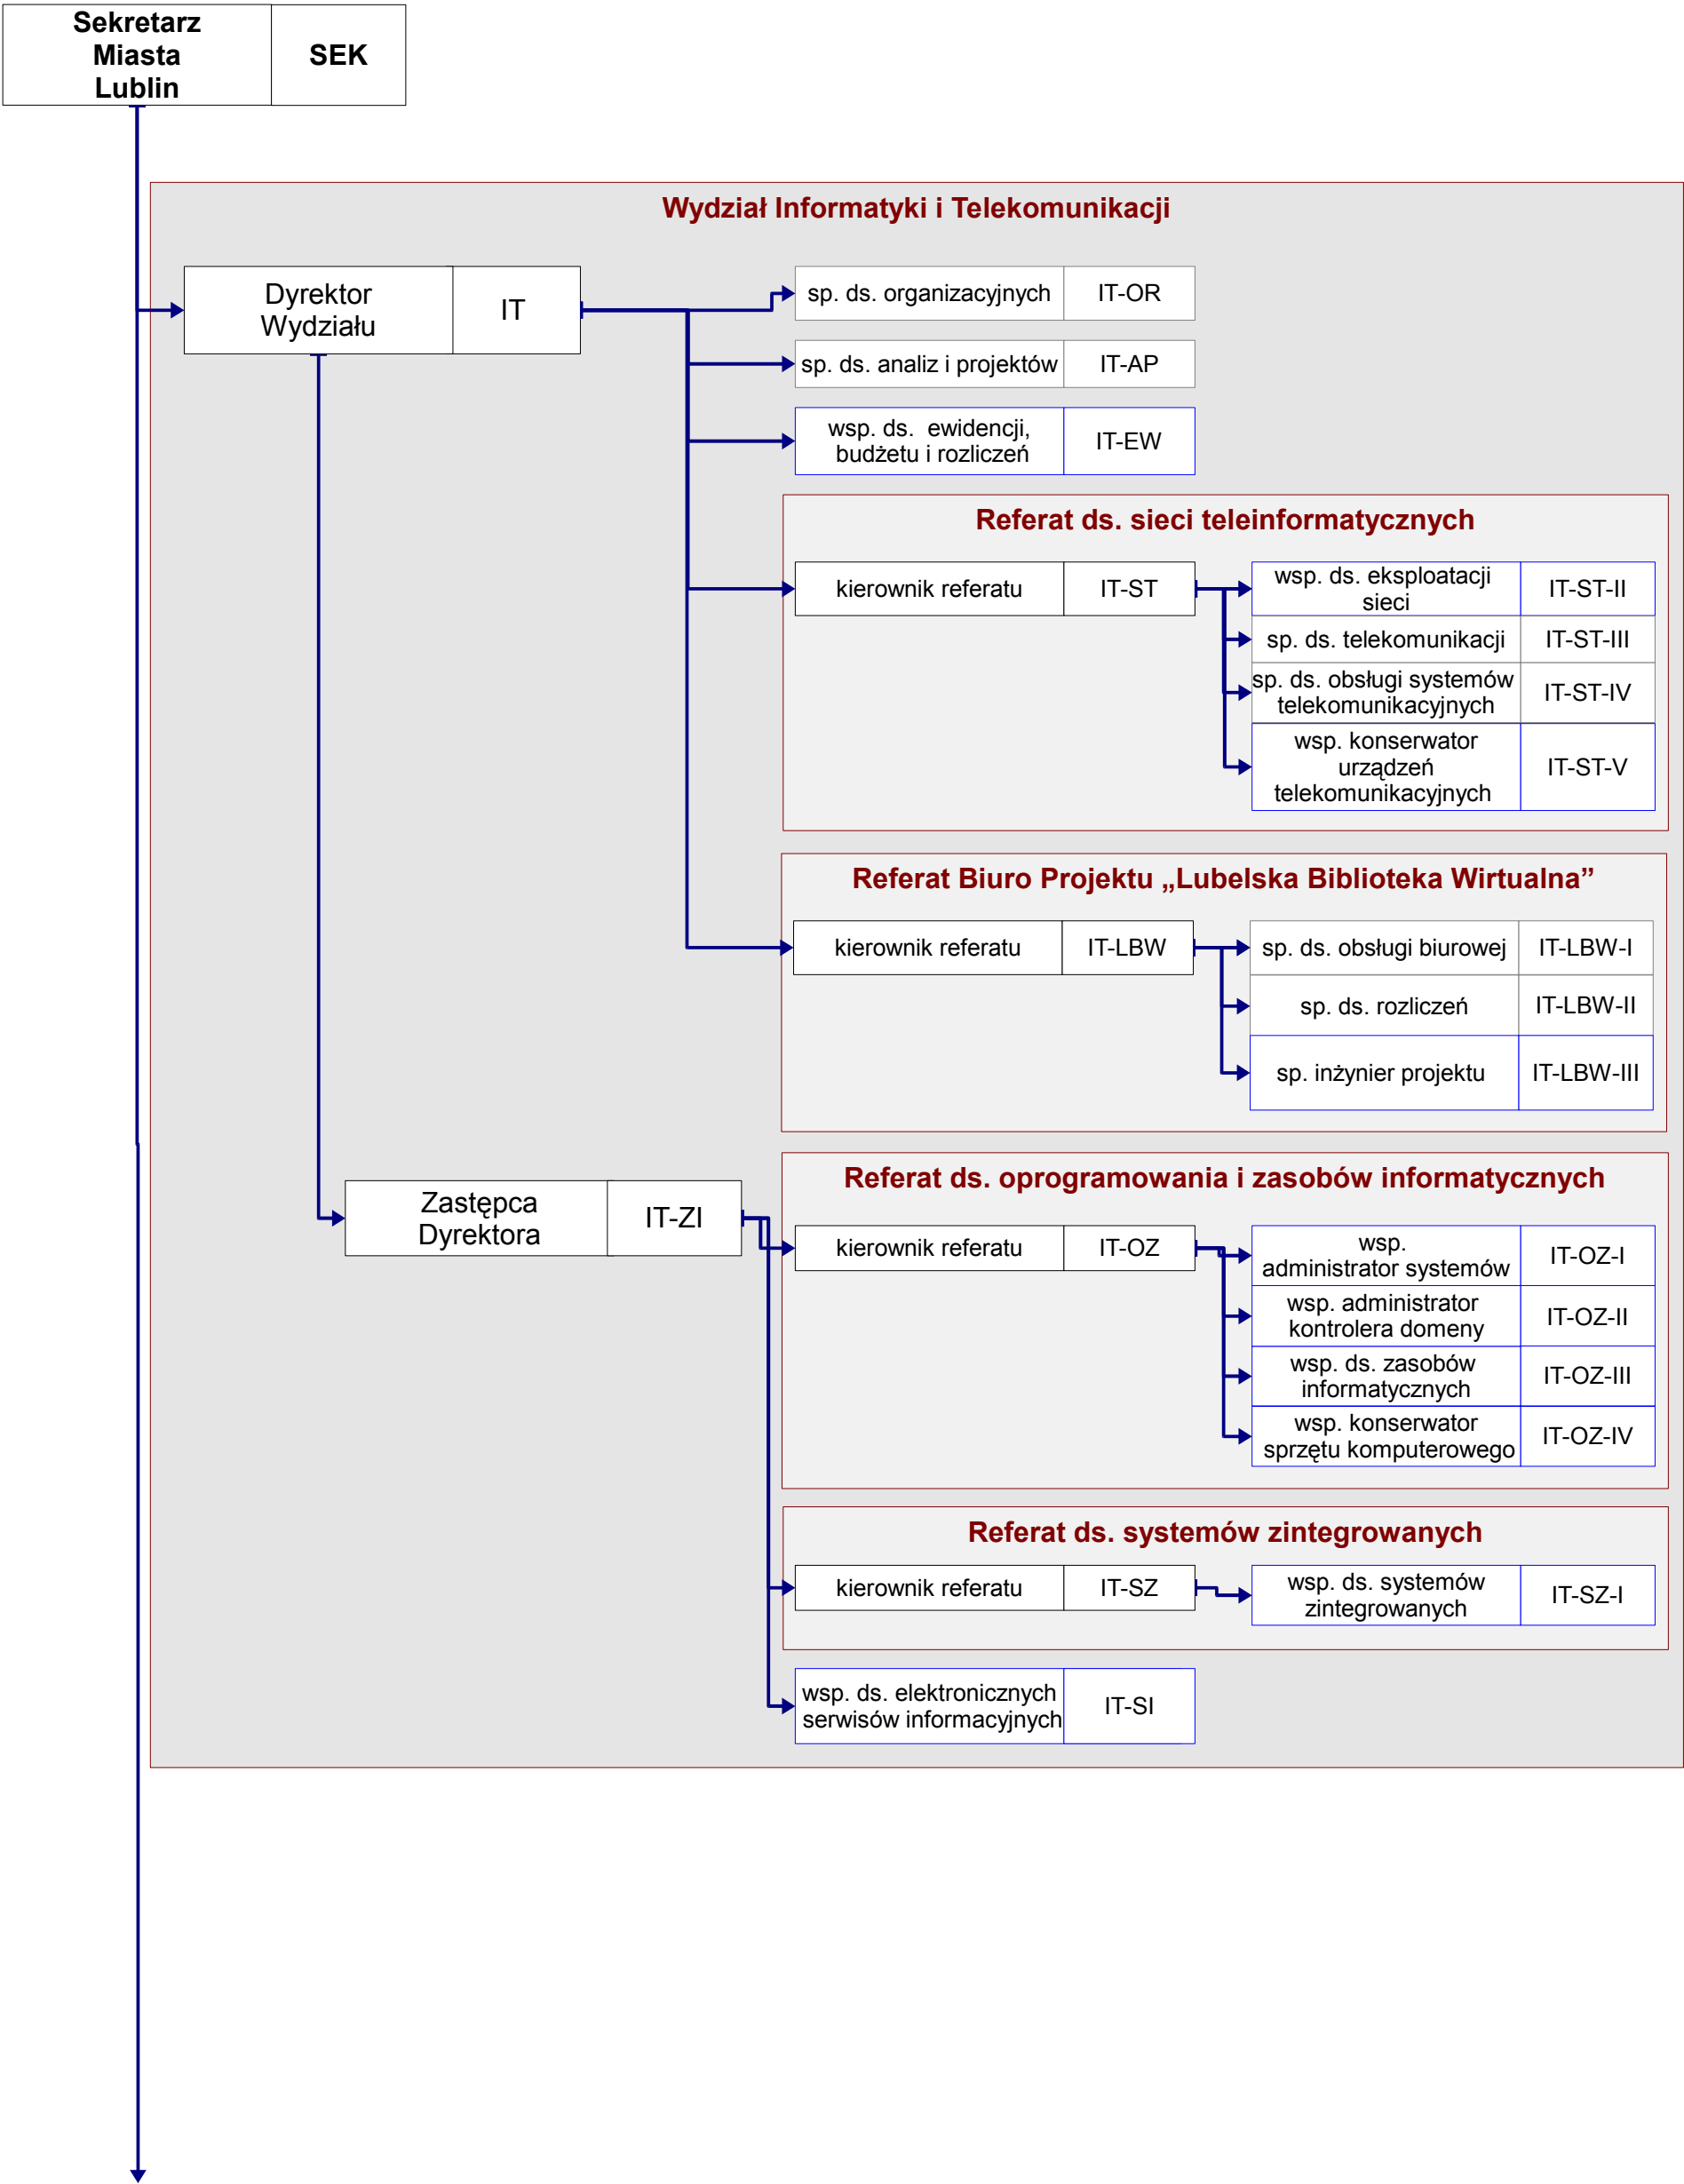 Sekretarz
Miasta
Lublin
SEK
Wydział Informatyki i Telekomunikacji
Dyrektor
Wydziału
IT
sp. ds. organizacyjnych
IT-OR
sp. ds. analiz i projektów
IT-AP
wsp. ds. ewidencji,
budżetu i rozliczeń
IT-EW
Referat ds. sieci teleinformatycznych
kierownik referatu
IT-ST
wsp. ds. eksploatacji
sieci
IT-ST-II
sp. ds. telekomunikacji
IT-ST-III
sp. ds. obsługi systemów
telekomunikacyjnych
IT-ST-IV
wsp. konserwator
urządzeń
telekomunikacyjnych
IT-ST-V
Referat Biuro Projektu „Lubelska Biblioteka Wirtualna”
kierownik referatu
IT-LBW
sp. ds. obsługi biurowej
IT-LBW-I
sp. ds. rozliczeń
IT-LBW-II
sp. inżynier projektu
IT-LBW-III
Zastępca
Dyrektora
IT-ZI
Referat ds. oprogramowania i zasobów informatycznych
kierownik referatu
IT-OZ
wsp.
administrator systemów
IT-OZ-I
wsp. administrator
kontrolera domeny
IT-OZ-II
wsp. ds. zasobów
informatycznych
IT-OZ-III
wsp. konserwator
sprzętu komputerowego
IT-OZ-IV
Referat ds. systemów zintegrowanych
kierownik referatu
IT-SZ
wsp. ds. systemów
zintegrowanych
IT-SZ-I
wsp. ds. elektronicznych
serwisów informacyjnych
IT-SI